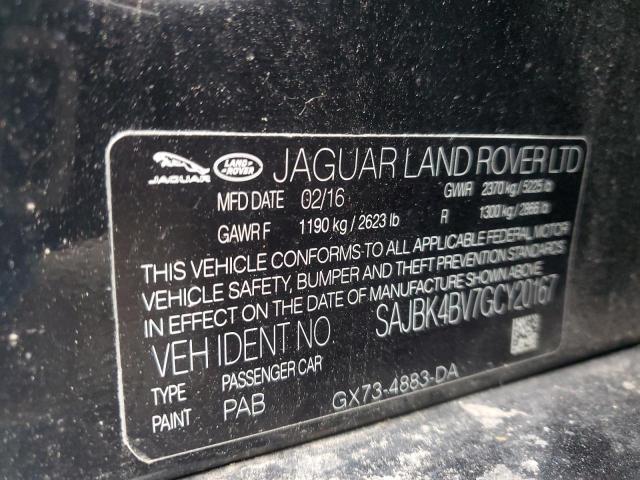 JAGUAR LAND ROVER JAGUAR LAND ROVER LTD
MFD DATE 02/16 GWR 2370 kg / 5225 lb
GAWR F 1190 kg / 2623 lb R 1300 kg / 2866 lb
THIS VEHICLE CONFORMS TO ALL APPLICABLE FEDERAL MOTOR
VEHICLE SAFETY, BUMPER AND THEFT PREVENTION STANDARDS
IN EFFECT ON THE DATE OF MANUFACTURE SHOWN ABOVE.
VEH IDENT NO SAJBK4BV7GCY20167
TYPE PASSENGER CAR
PAINT PAB GX73-4883-DA